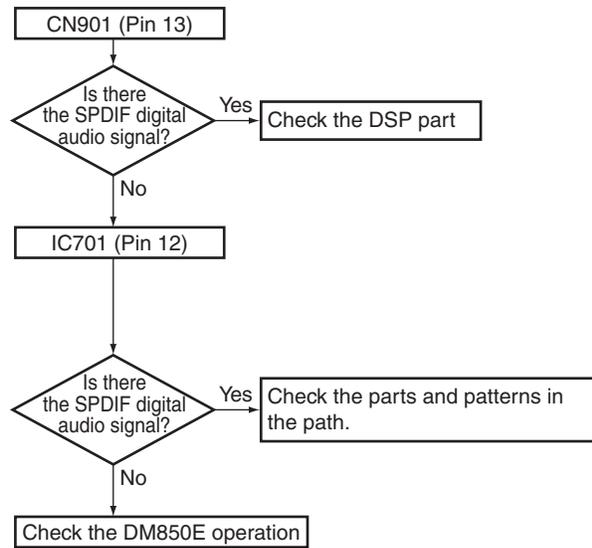 CN901 (Pin 13)
Is there
the SPDIF digital
audio signal?
Yes
Check the DSP part
No
IC701 (Pin 12)
Is there
the SPDIF digital
audio signal?
Yes
Check the parts and patterns in
the path.
No
Check the DM850E operation